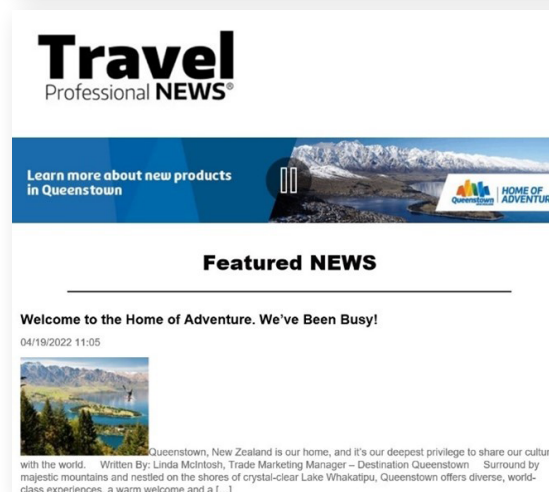 Travel
Professional NEWS®
Learn more about new products
in Queenstown
Queenstown
HOME OF
Featured NEWS
Welcome to the Home of Adventure. We've Been Busy!
04/19/2022 11:05
Queenstown, New Zealand is our home, and it's our deepest privilege to share our
with the world. Written By: Linda McIntosh, Trade Marketing Manager – Destination Queenstown Surround by
majestic mountains and nestled on the shores of crystal-clear Lake Whakatipu, Queenstown offers diverse, world-
class experiences, a warm welcome and a [...]